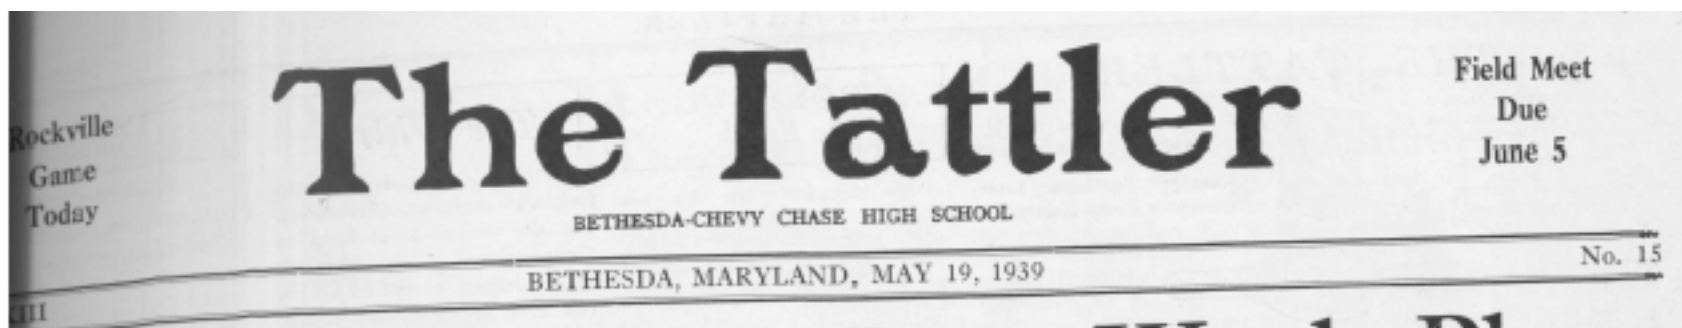 The Tattler
Rockville
Game
Today
Field Meet
Due
June 5
BETHESDA-CHEVY CHASE HIGH SCHOOL
BETHESDA, MARYLAND, MAY 19, 1939
No. 15